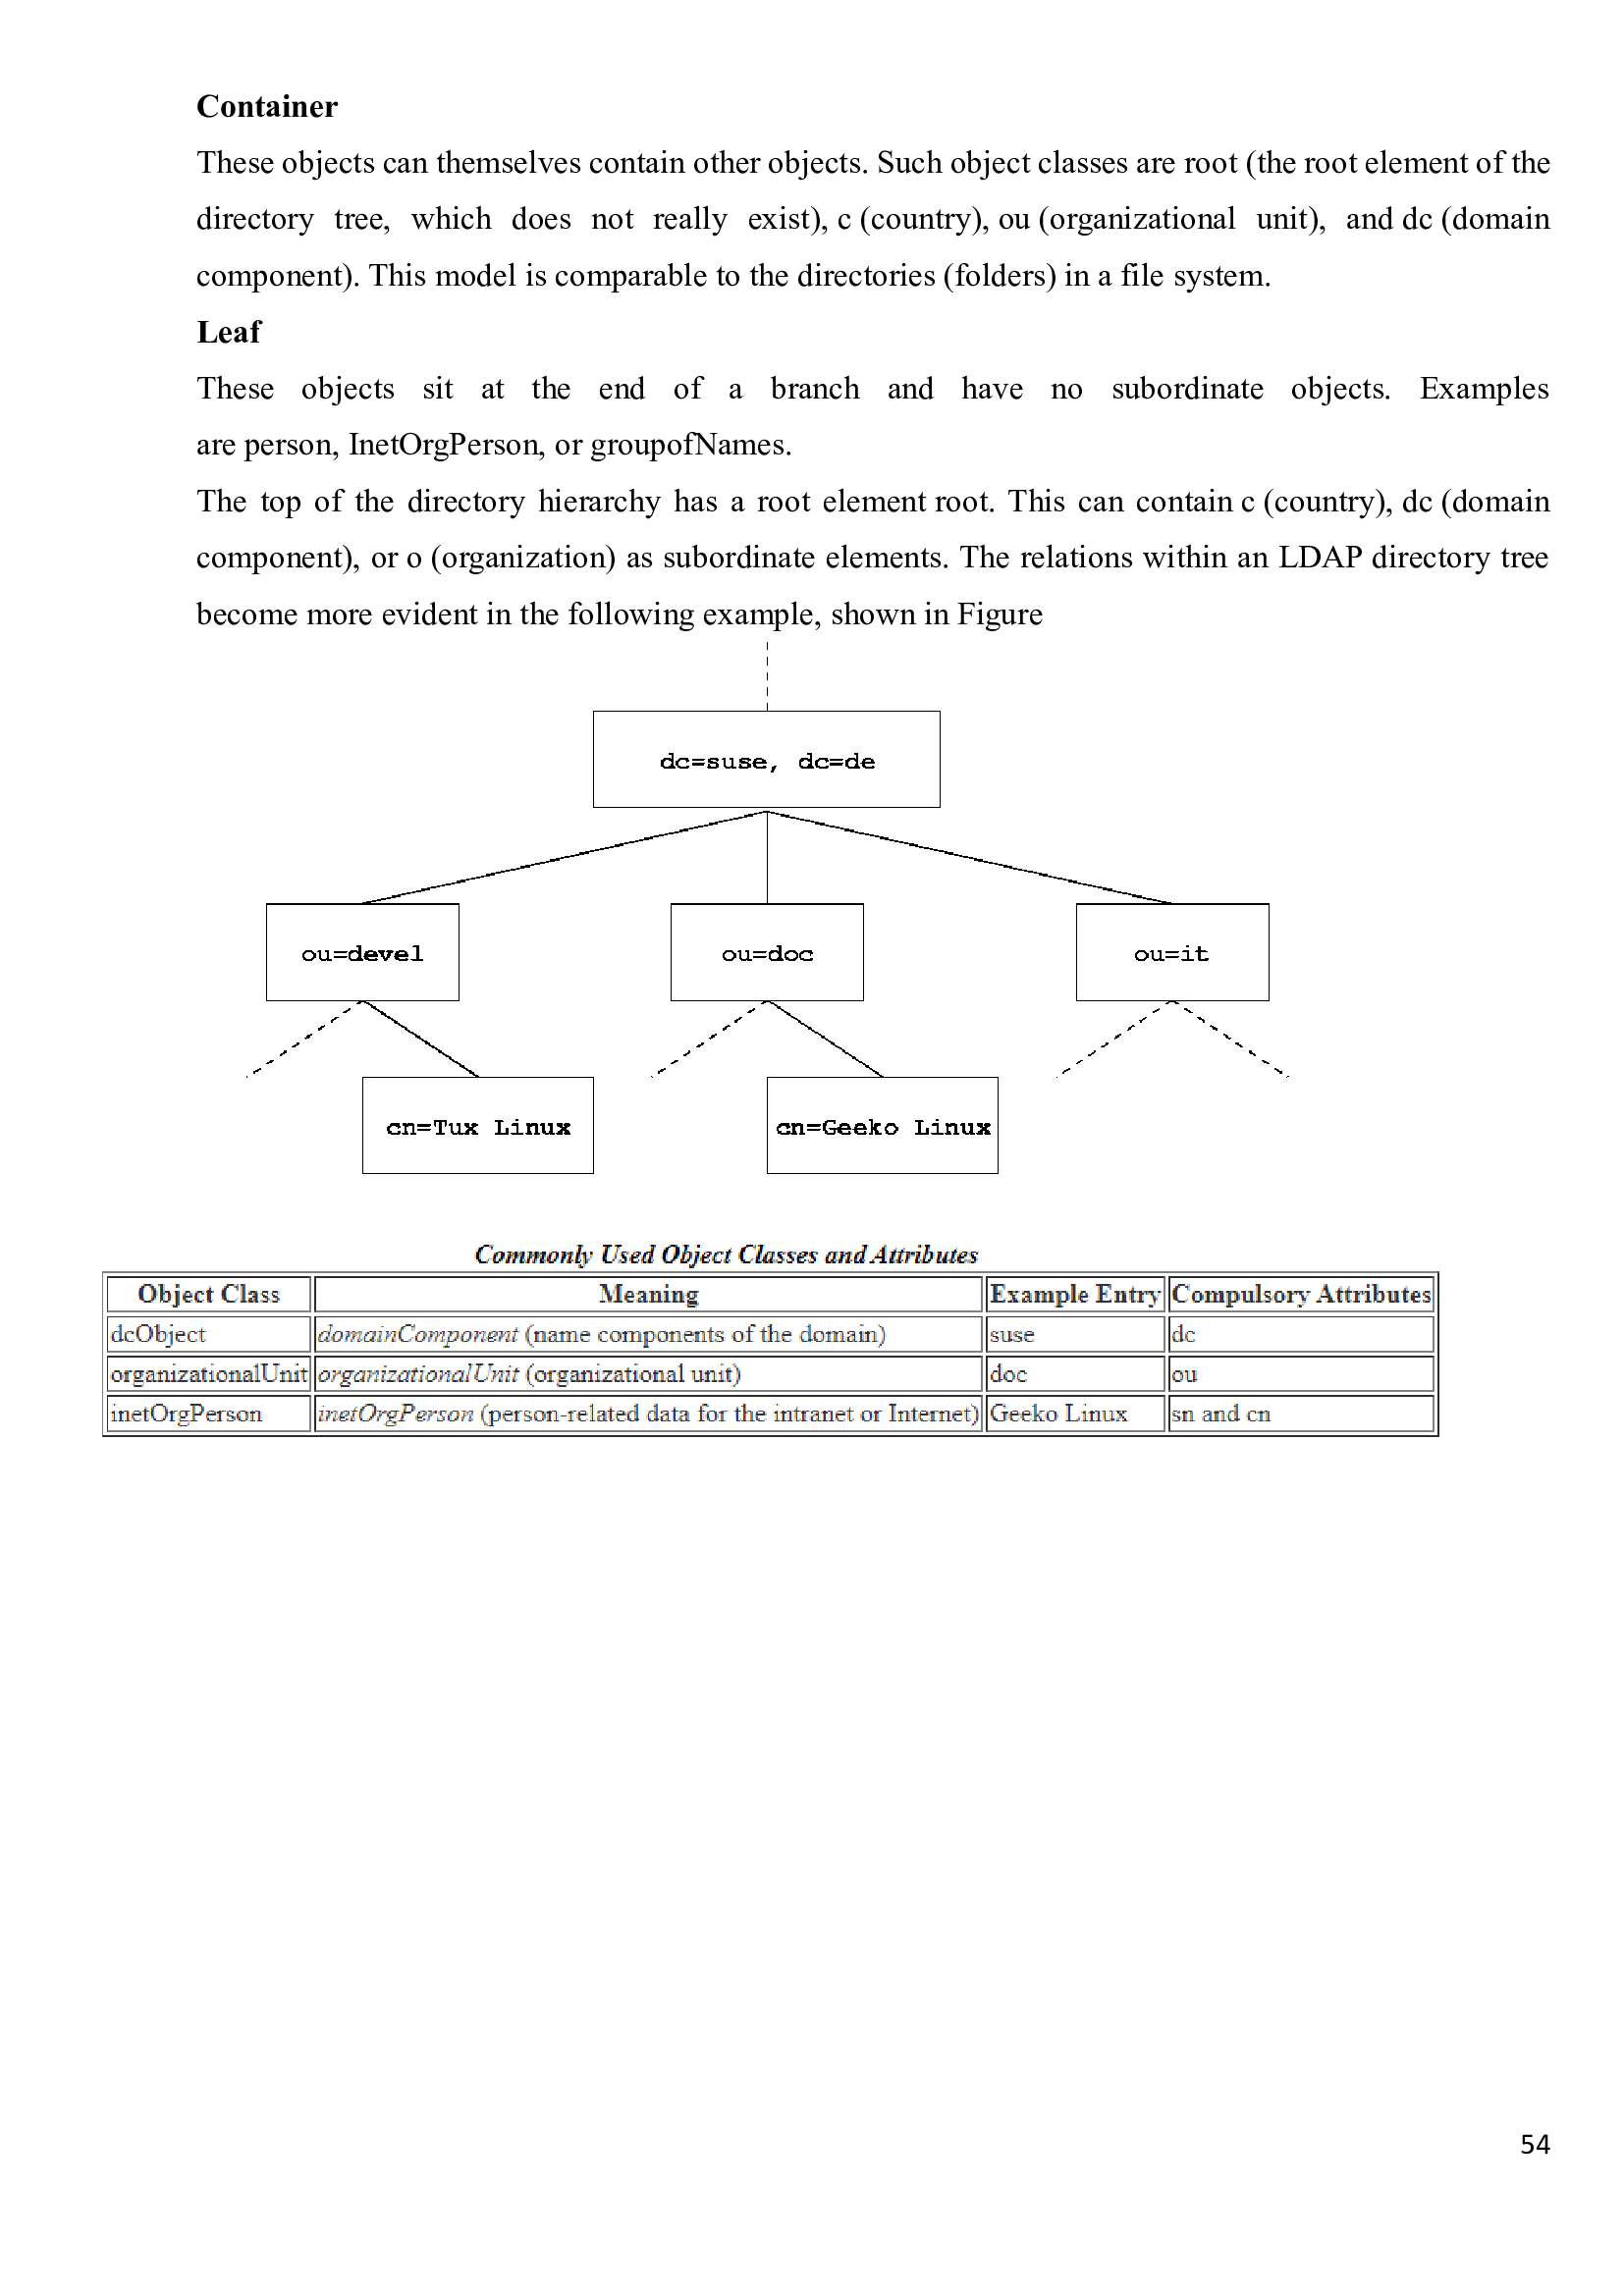 Container
These objects can themselves contain other objects. Such object classes are root (the root element of the
directory tree, which does not really exist), c (country), ou (organizational unit), and dc (domain
component). This model is comparable to the directories (folders) in a file system.
Leaf
These objects sit at the end of a branch and have no subordinate objects. Examples
are person, InetOrgPerson, or groupofNames.
The top of the directory hierarchy has a root element root. This can contain c (country), dc (domain
component), or o (organization) as subordinate elements. The relations within an LDAP directory tree
become more evident in the following example, shown in Figure
dc=suse, dc=de
ou=devel ou=doc ou=it
cn=Tux Linux cn=Geeko Linux
Commonly Used Object Classes and Attributes
Object Class Meaning Example Entry Compulsory Attributes
dcObject domainComponent (name components of the domain) suse dc
organizationalUnit organizationalUnit (organizational unit) doc ou
inetOrgPerson inetOrgPerson (person-related data for the intranet or Internet) Geeko Linux sn and cn
54